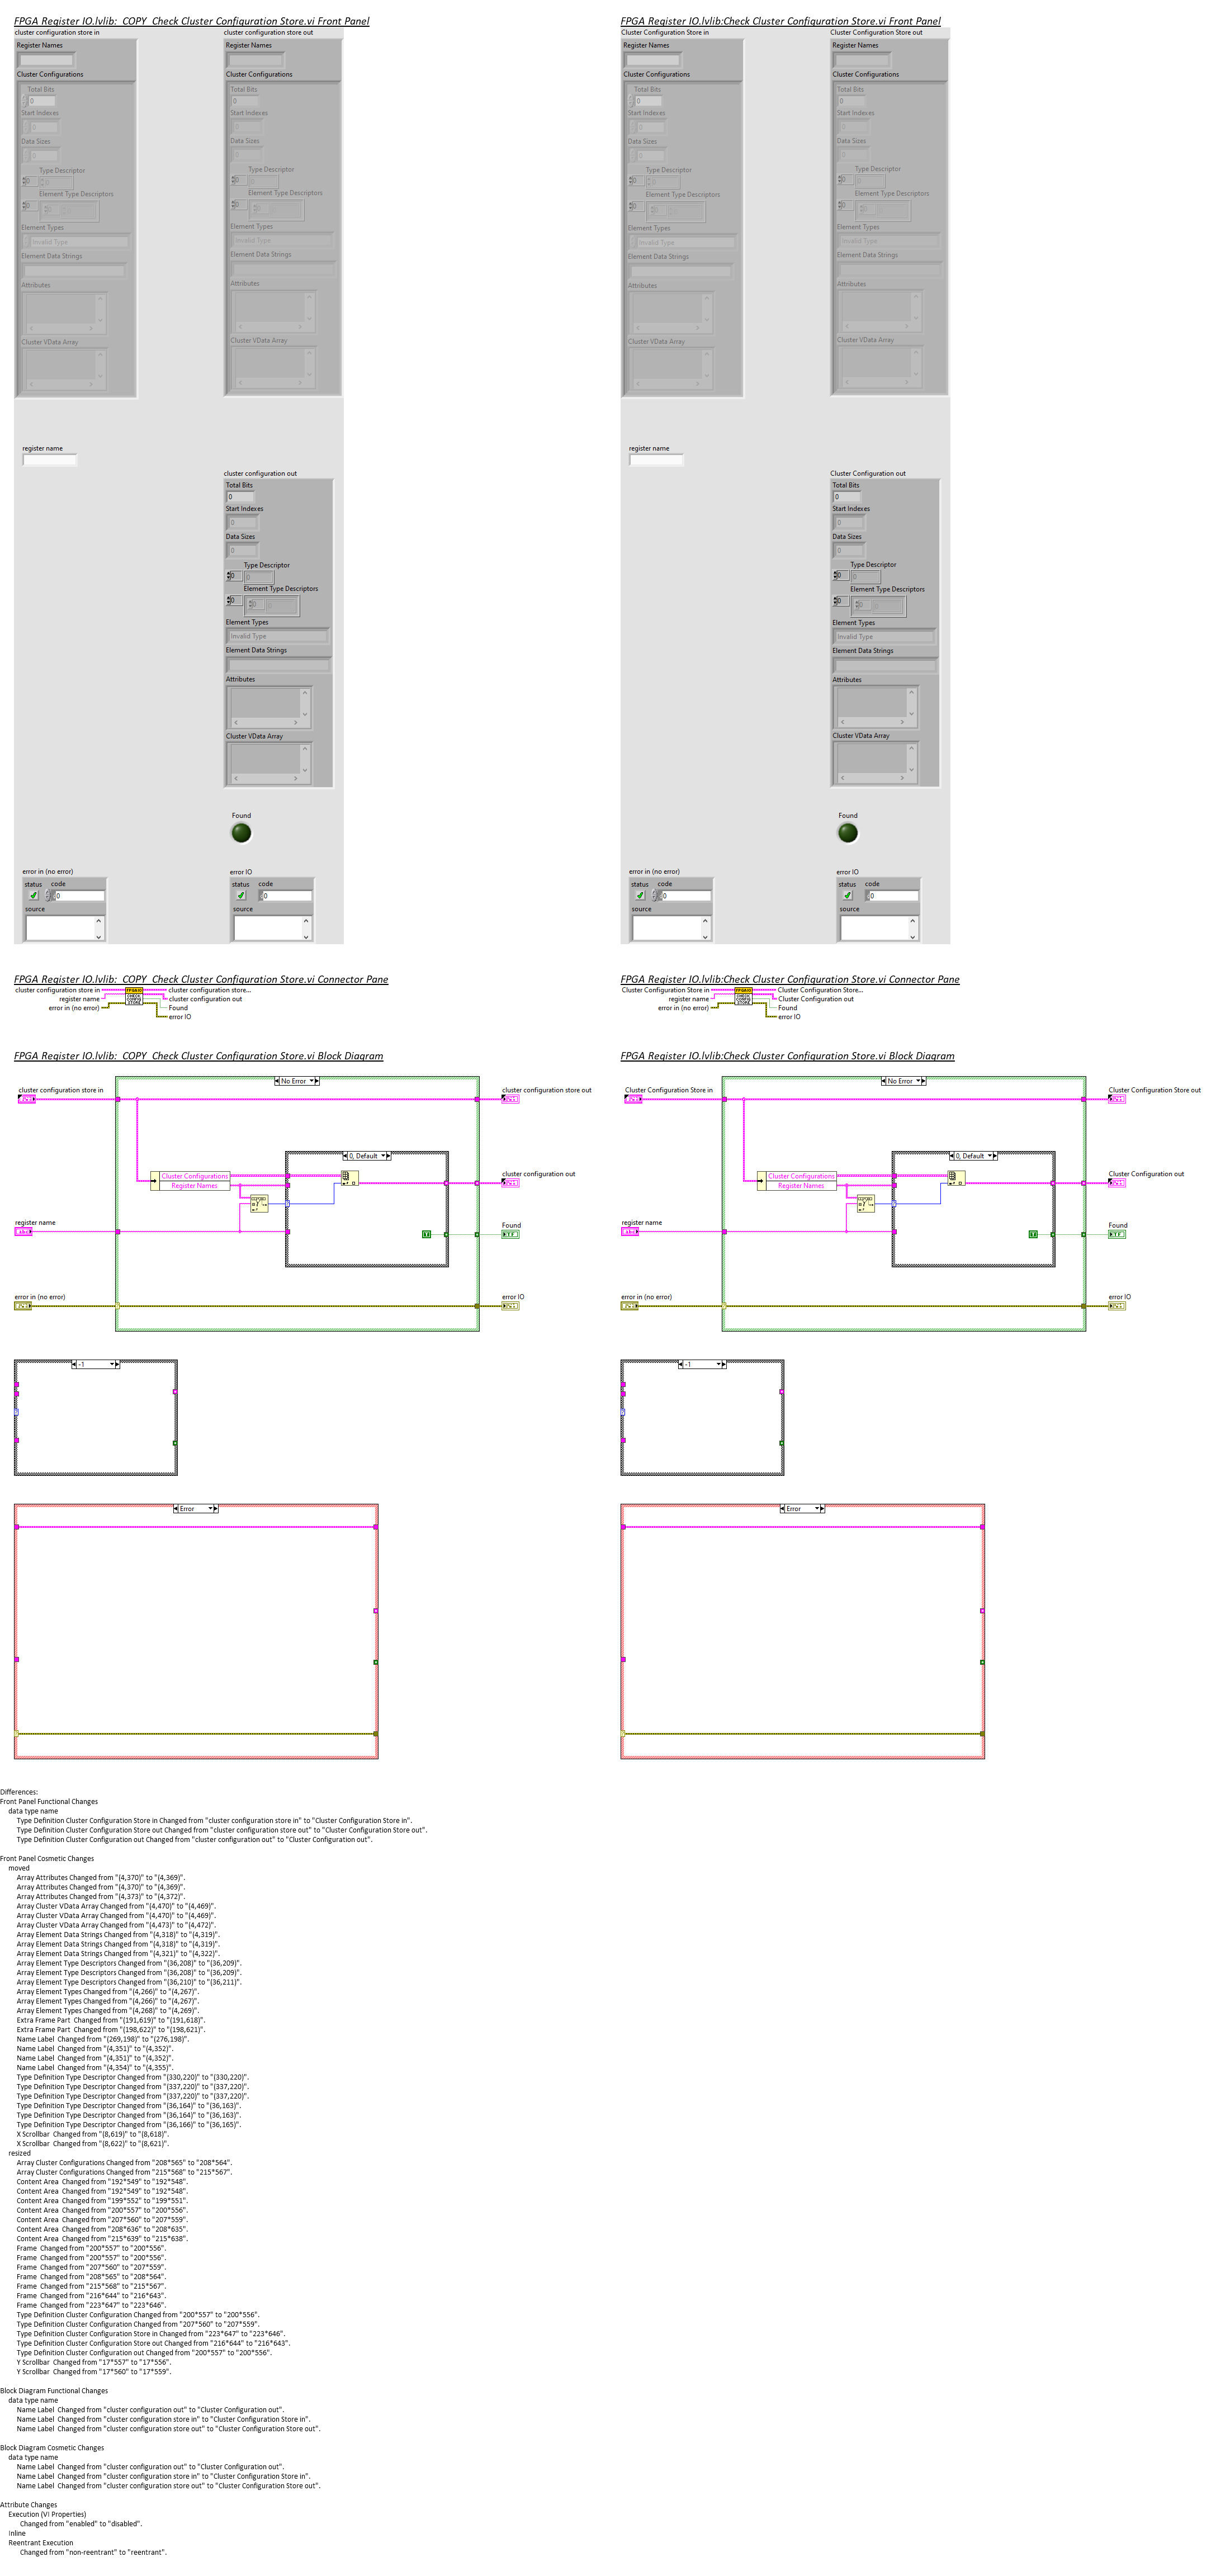 FPGA Register IO.lvlib:_COPY_Check Cluster Configuration Store.vi Front Panel
cluster configuration store in
cluster configuration store out
Register Names
Register Names
Cluster Configurations
Cluster Configurations
Total Bits
Total Bits
0
0
Start Indexes
Start Indexes
0
0
Data Sizes
Data Sizes
0
0
Type Descriptor
Type Descriptor
0
0
Element Type Descriptors
Element Type Descriptors
0
0
Element Types
Element Types
Invalid Type
Invalid Type
Element Data Strings
Element Data Strings
Attributes
Attributes
Cluster VData Array
Cluster VData Array
register name
cluster configuration out
Total Bits
0
Start Indexes
0
Data Sizes
0
Type Descriptor
0
Element Type Descriptors
0
Element Types
Invalid Type
Element Data Strings
Attributes
Cluster VData Array
Found
error in (no error)
error IO
status code
status code
0
0
source
source
FPGA Register IO.lvlib:Check Cluster Configuration Store.vi Front Panel
Cluster Configuration Store in
Cluster Configuration Store out
Register Names
Register Names
Cluster Configurations
Cluster Configurations
Total Bits
Total Bits
0
0
Start Indexes
Start Indexes
0
0
Data Sizes
Data Sizes
0
0
Type Descriptor
Type Descriptor
0
0
Element Type Descriptors
Element Type Descriptors
0
0
Element Types
Element Types
Invalid Type
Invalid Type
Element Data Strings
Element Data Strings
Attributes
Attributes
Cluster VData Array
Cluster VData Array
register name
Cluster Configuration out
Total Bits
0
Start Indexes
0
Data Sizes
0
Type Descriptor
0
Element Type Descriptors
0
Element Types
Invalid Type
Element Data Strings
Attributes
Cluster VData Array
Found
error in (no error)
error IO
status code
status code
0
0
source
source
FPGA Register IO.lvlib:_COPY_Check Cluster Configuration Store.vi Connector Pane
cluster configuration store in
register name
error in (no error)
FPGAIO
CHECK
CONFIG
STORE
cluster configuration store...
cluster configuration out
Found
error IO
FPGA Register IO.lvlib:Check Cluster Configuration Store.vi Connector Pane
Cluster Configuration Store in
register name
error in (no error)
FPGAIO
CHECK
CONFIG
STORE
Cluster Configuration Store...
Cluster Configuration out
Found
error IO
FPGA Register IO.lvlib:_COPY_Check Cluster Configuration Store.vi Block Diagram
No Error
cluster configuration store in
cluster configuration store out
0, Default
Cluster Configurations
Register Names
cluster configuration out
register name
Found
error in (no error)
error IO
-1
Error
FPGA Register IO.lvlib:Check Cluster Configuration Store.vi Block Diagram
No Error
Cluster Configuration Store in
Cluster Configuration Store out
0, Default
Cluster Configurations
Register Names
Cluster Configuration out
register name
Found
error in (no error)
error IO
-1
Error
Differences:
Front Panel Functional Changes
data type name
Type Definition Cluster Configuration Store in Changed from "cluster configuration store in" to "Cluster Configuration Store in".
Type Definition Cluster Configuration Store out Changed from "cluster configuration store out" to "Cluster Configuration Store out".
Type Definition Cluster Configuration out Changed from "cluster configuration out" to "Cluster Configuration out".
Front Panel Cosmetic Changes
moved
Array Attributes Changed from "(4,370)" to "(4,369)".
Array Attributes Changed from "(4,370)" to "(4,369)".
Array Attributes Changed from "(4,373)" to "(4,372)".
Array Cluster VData Array Changed from "(4,470)" to "(4,469)".
Array Cluster VData Array Changed from "(4,470)" to "(4,469)".
Array Cluster VData Array Changed from "(4,473)" to "(4,472)".
Array Element Data Strings Changed from "(4,318)" to "(4,319)".
Array Element Data Strings Changed from "(4,318)" to "(4,319)".
Array Element Data Strings Changed from "(4,321)" to "(4,322)".
Array Element Type Descriptors Changed from "(36,208)" to "(36,209)".
Array Element Type Descriptors Changed from "(36,208)" to "(36,209)".
Array Element Type Descriptors Changed from "(36,210)" to "(36,211)".
Array Element Types Changed from "(4,266)" to "(4,267)".
Array Element Types Changed from "(4,266)" to "(4,267)".
Array Element Types Changed from "(4,268)" to "(4,269)".
Extra Frame Part  Changed from "(191,619)" to "(191,618)".
Extra Frame Part  Changed from "(198,622)" to "(198,621)".
Name Label  Changed from "(269,198)" to "(276,198)".
Name Label  Changed from "(4,351)" to "(4,352)".
Name Label  Changed from "(4,351)" to "(4,352)".
Name Label  Changed from "(4,354)" to "(4,355)".
Type Definition Type Descriptor Changed from "(330,220)" to "(330,220)".
Type Definition Type Descriptor Changed from "(337,220)" to "(337,220)".
Type Definition Type Descriptor Changed from "(337,220)" to "(337,220)".
Type Definition Type Descriptor Changed from "(36,164)" to "(36,163)".
Type Definition Type Descriptor Changed from "(36,164)" to "(36,163)".
Type Definition Type Descriptor Changed from "(36,166)" to "(36,165)".
X Scrollbar  Changed from "(8,619)" to "(8,618)".
X Scrollbar  Changed from "(8,622)" to "(8,621)".
resized
Array Cluster Configurations Changed from "208*565" to "208*564".
Array Cluster Configurations Changed from "215*568" to "215*567".
Content Area  Changed from "192*549" to "192*548".
Content Area  Changed from "192*549" to "192*548".
Content Area  Changed from "199*552" to "199*551".
Content Area  Changed from "200*557" to "200*556".
Content Area  Changed from "207*560" to "207*559".
Content Area  Changed from "208*636" to "208*635".
Content Area  Changed from "215*639" to "215*638".
Frame  Changed from "200*557" to "200*556".
Frame  Changed from "200*557" to "200*556".
Frame  Changed from "207*560" to "207*559".
Frame  Changed from "208*565" to "208*564".
Frame  Changed from "215*568" to "215*567".
Frame  Changed from "216*644" to "216*643".
Frame  Changed from "223*647" to "223*646".
Type Definition Cluster Configuration Changed from "200*557" to "200*556".
Type Definition Cluster Configuration Changed from "207*560" to "207*559".
Type Definition Cluster Configuration Store in Changed from "223*647" to "223*646".
Type Definition Cluster Configuration Store out Changed from "216*644" to "216*643".
Type Definition Cluster Configuration out Changed from "200*557" to "200*556".
Y Scrollbar  Changed from "17*557" to "17*556".
Y Scrollbar  Changed from "17*560" to "17*559".
Block Diagram Functional Changes
data type name
Name Label  Changed from "cluster configuration out" to "Cluster Configuration out".
Name Label  Changed from "cluster configuration store in" to "Cluster Configuration Store in".
Name Label  Changed from "cluster configuration store out" to "Cluster Configuration Store out".
Block Diagram Cosmetic Changes
data type name
Name Label  Changed from "cluster configuration out" to "Cluster Configuration out".
Name Label  Changed from "cluster configuration store in" to "Cluster Configuration Store in".
Name Label  Changed from "cluster configuration store out" to "Cluster Configuration Store out".
Attribute Changes
Execution (VI Properties)
Changed from "enabled" to "disabled".
Inline
Reentrant Execution
Changed from "non-reentrant" to "reentrant".